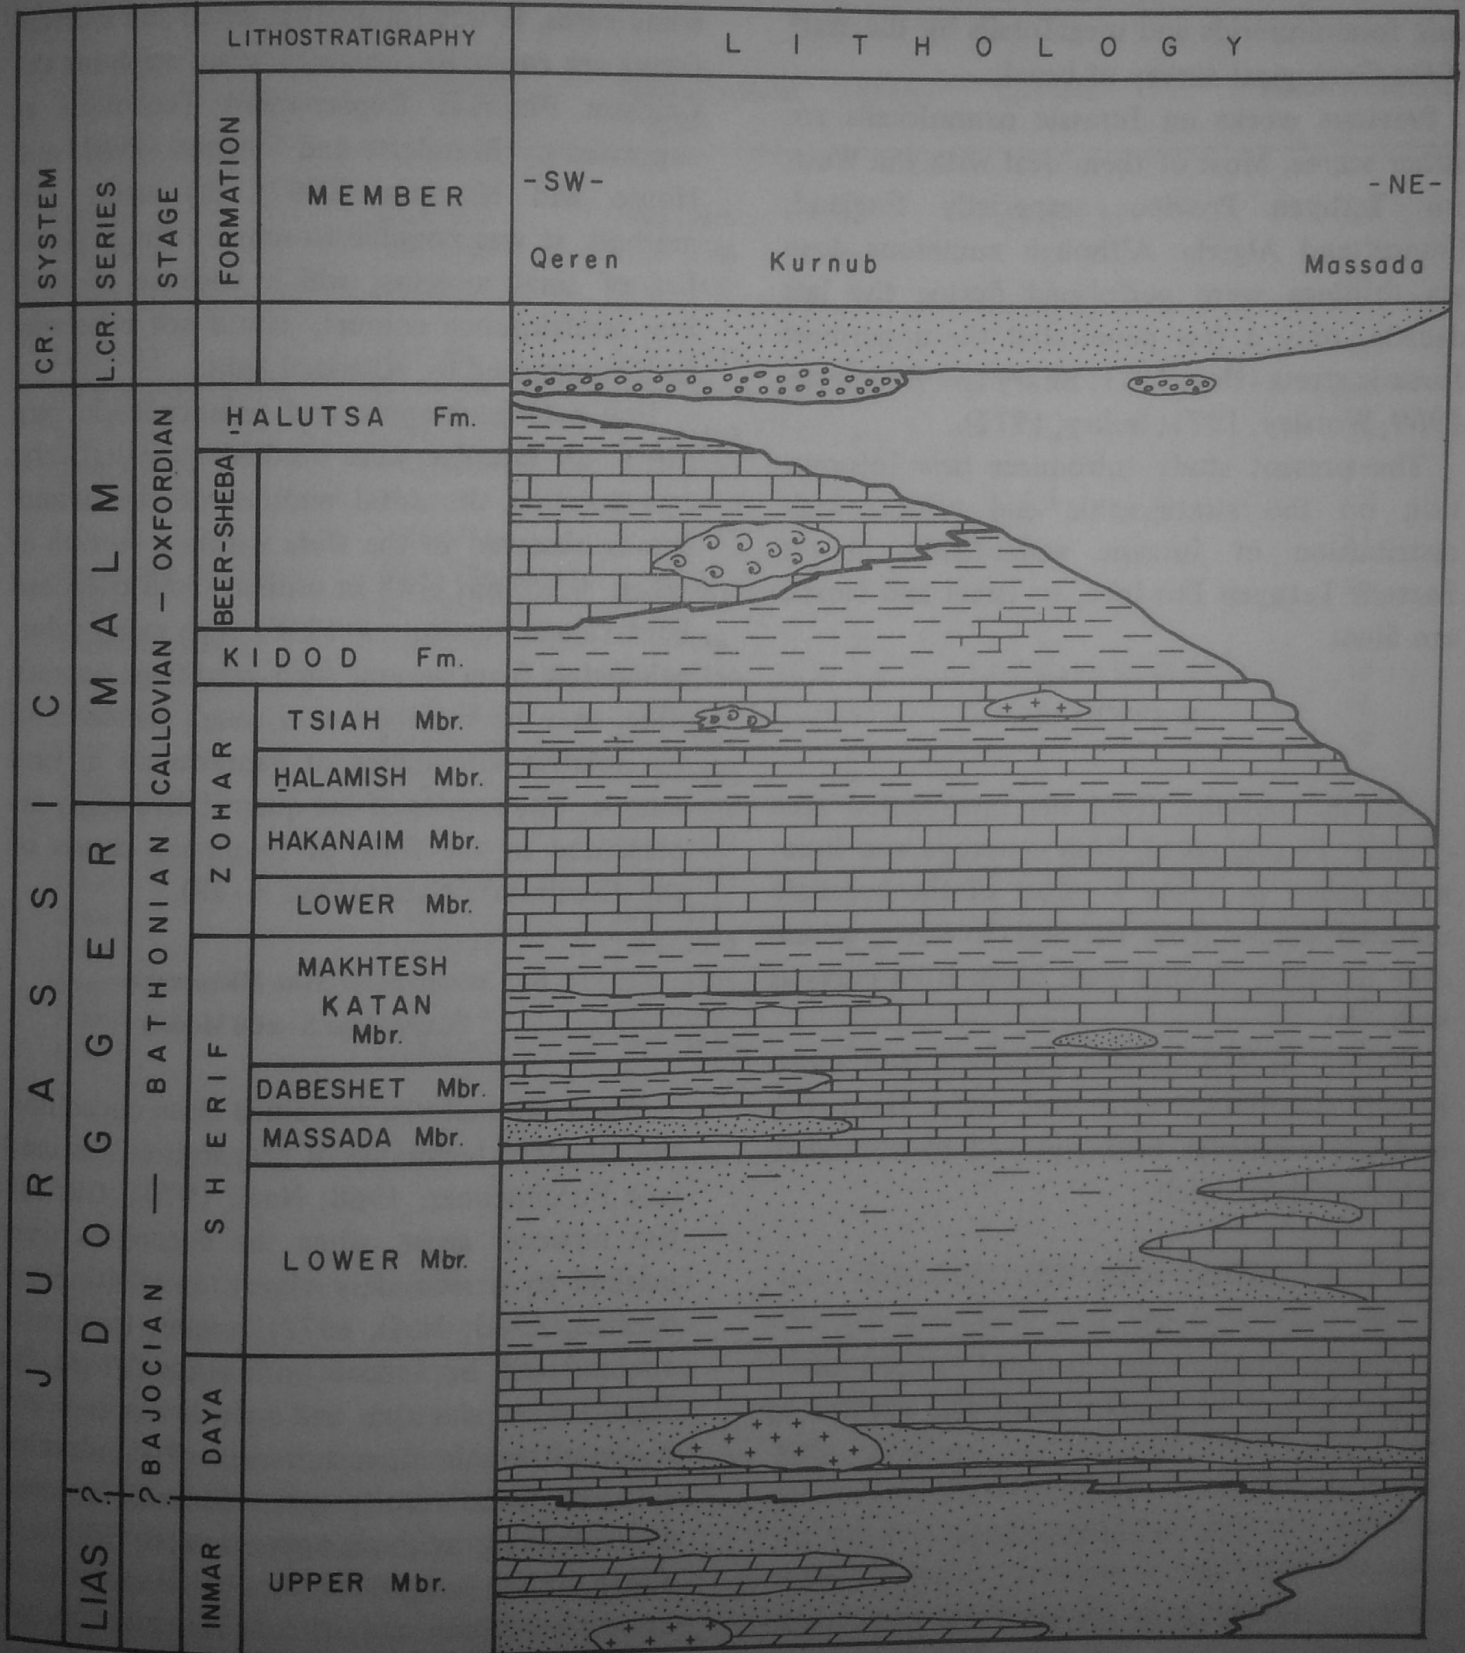 LITHOSTRATIGRAPHY
LITHOLOGY
SYSTEM
SERIES
STAGE
FORMATION
MEMBER
-SW-
-NE-
Qeren Kurnub Massada
CR.
L.CR.
JURASSIC
MALM
CALLOVIAN – OXFORDIAN
ḤALUTSA Fm.
BEER-SHEBA
KIDOD Fm.
ZOHAR
TSIAH Mbr.
ḤALAMISH Mbr.
DOGGER
?BAJOCIAN — BATHONIAN
HAKANAIM Mbr.
LOWER Mbr.
SHERIF
MAKHTESH
KATAN
Mbr.
DABESHET Mbr.
MASSADA Mbr.
LOWER Mbr.
DAYA
LIAS ?
INMAR
UPPER Mbr.